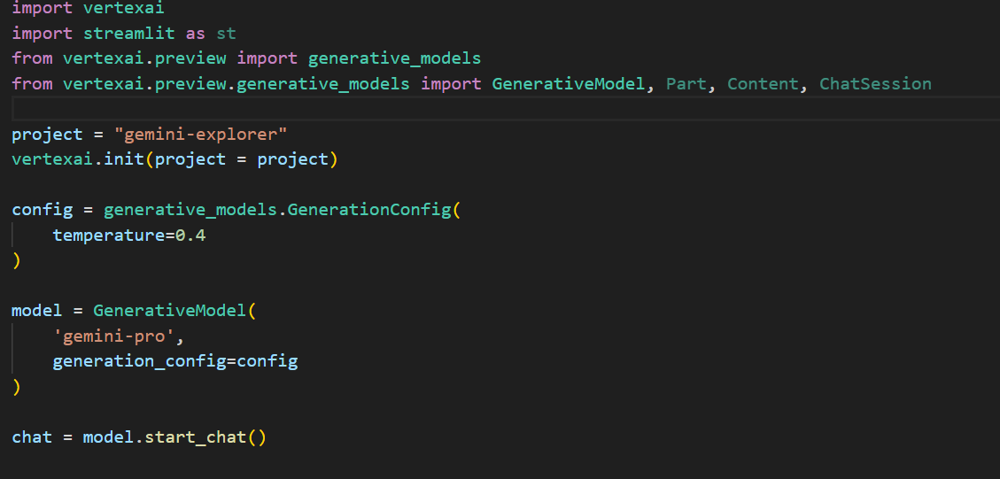 import vertexai
import streamlit as st
from vertexai.preview import generative_models
from vertexai.preview.generative_models import GenerativeModel, Part, Content, ChatSession
project = "gemini-explorer"
vertexai.init(project = project)
config = generative_models.GenerationConfig(
    temperature=0.4
)
model = GenerativeModel(
    'gemini-pro',
    generation_config=config
)
chat = model.start_chat()